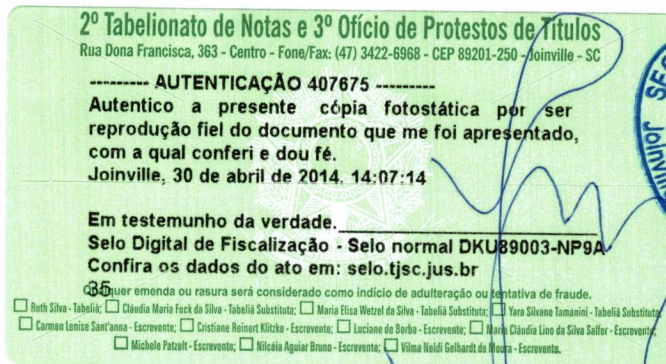 2º Tabelionato de Notas e 3º Ofício de Protestos de Títulos
Rua Dona Francisca, 363 - Centro - Fone/Fax: (47) 3422-6968 - CEP 89201-250 - Joinville - SC
--------- AUTENTICAÇÃO 407675 ---------
Autentico a presente cópia fotostática por ser
reprodução fiel do documento que me foi apresentado,
com a qual conferi e dou fé.
Joinville, 30 de abril de 2014, 14:07:14
Em testemunho da verdade.
Selo Digital de Fiscalização - Selo normal DKU89003-NP9A
Confira os dados do ato em: selo.tjsc.jus.br
35
Qualquer emenda ou rasura será considerado como indício de adulteração ou tentativa de fraude.
Ruth Silva - Tabeliã; Cláudia Maria Fuck da Silva - Tabeliã Substituta; Maria Elisa Wetzel da Silva - Tabeliã Substituta; Yara Silvane Tamanini - Tabeliã Substituta;
Carmen Lenisa Sant'anna - Escrevente; Cristiane Reinert Klitzke - Escrevente; Luciane de Borba - Escrevente; Maria Cláudia Lino da Silva Salfer - Escrevente;
Michele Patzelt - Escrevente; Nilcéia Aguiar Bruno - Escrevente; Vilma Neldi Gelhardt de Moura - Escrevente.